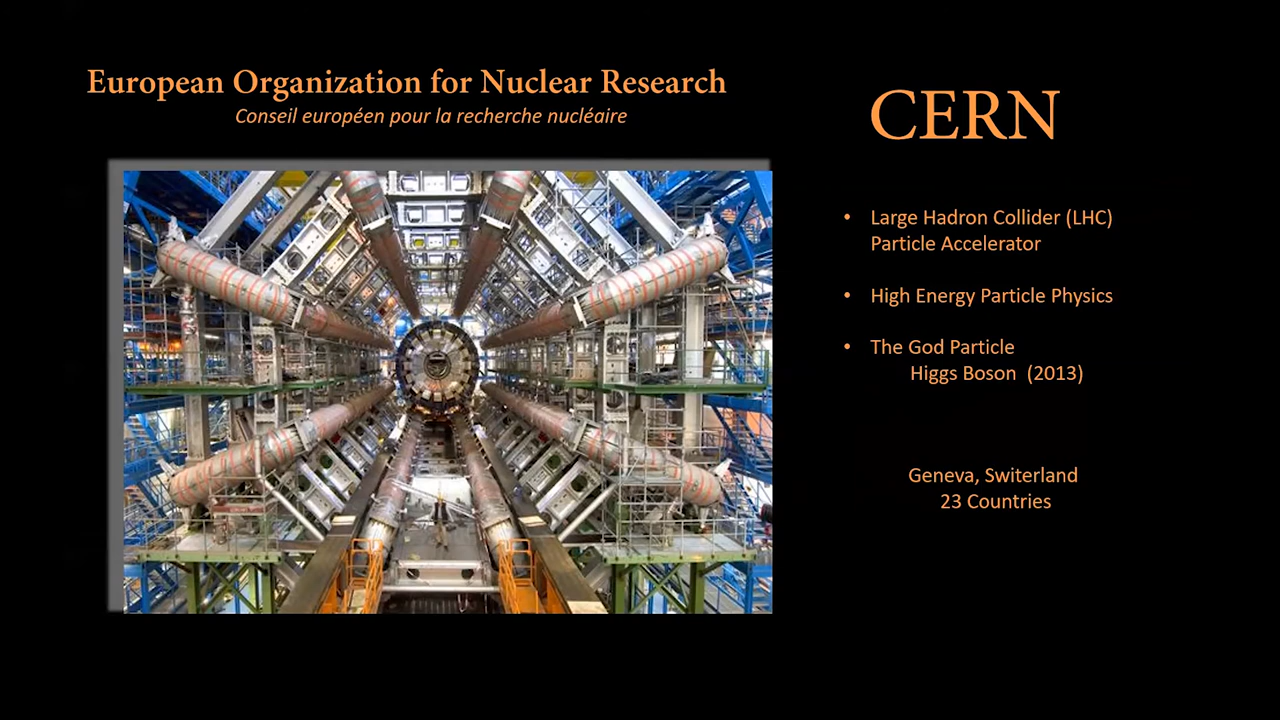 European Organization for Nuclear Research
Conseil européen pour la recherche nucléaire
CERN
• Large Hadron Collider (LHC)
Particle Accelerator
• High Energy Particle Physics
• The God Particle
Higgs Boson (2013)
Geneva, Switerland
23 Countries